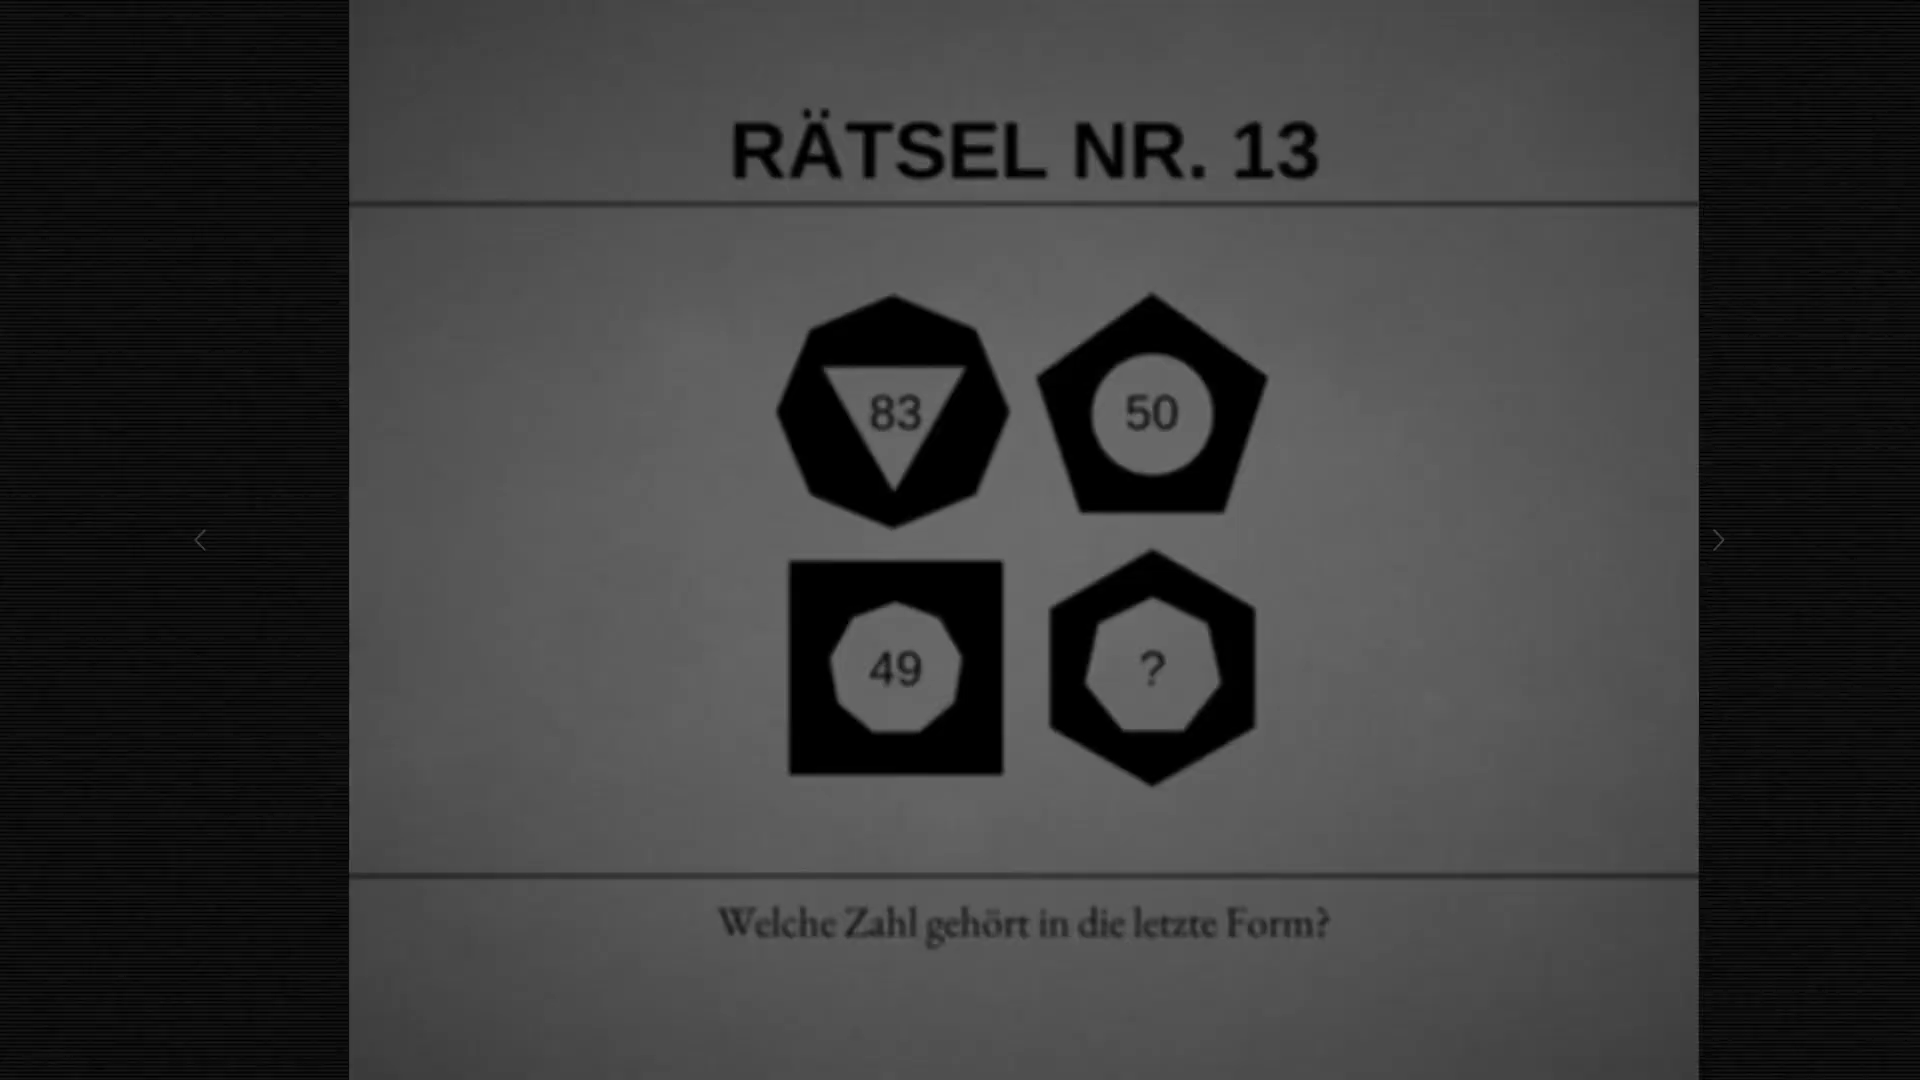 RÄTSEL NR. 13
83 50
49 ?
Welche Zahl gehört in die letzte Form?